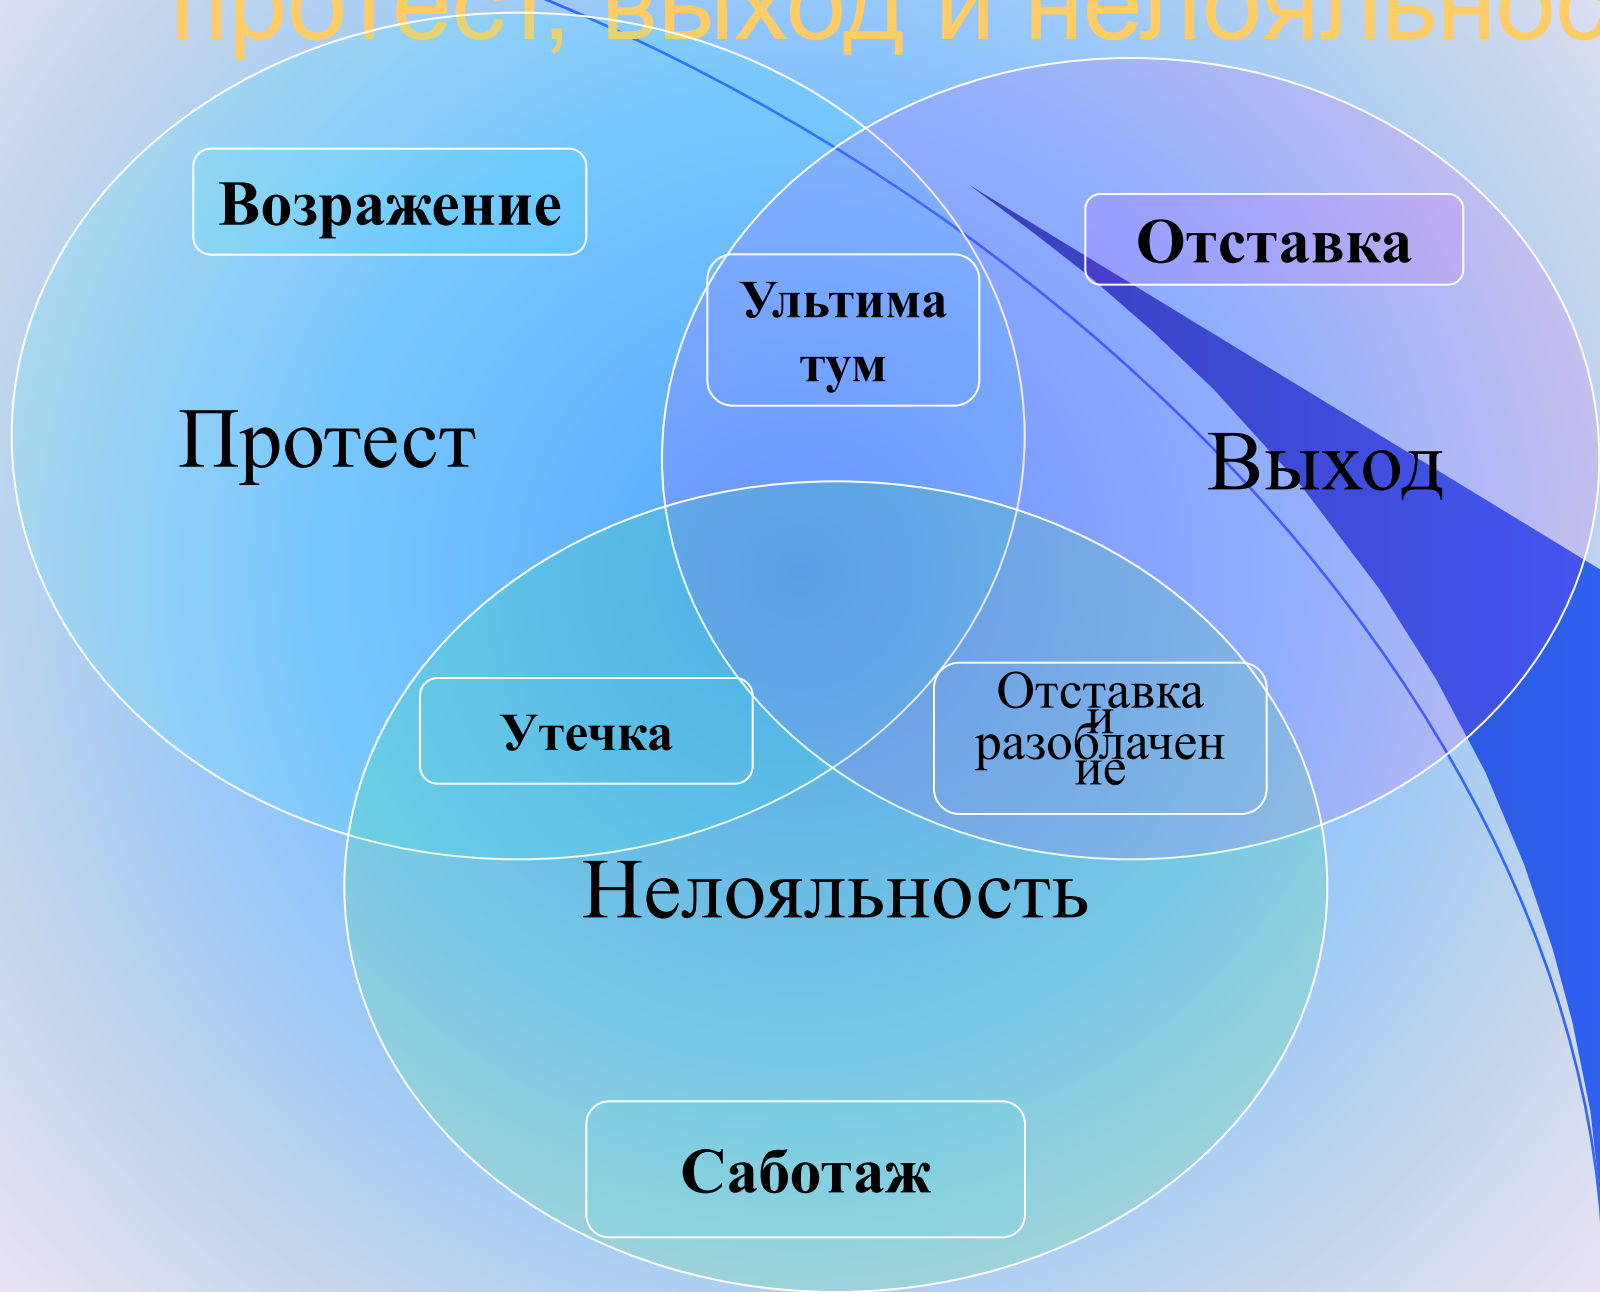 протест, выход и нелояльнос
Возражение
Отставка
Ультима
тум
Протест
Выход
Утечка
Отставка
и
разоблачен
ие
Нелояльность
Саботаж